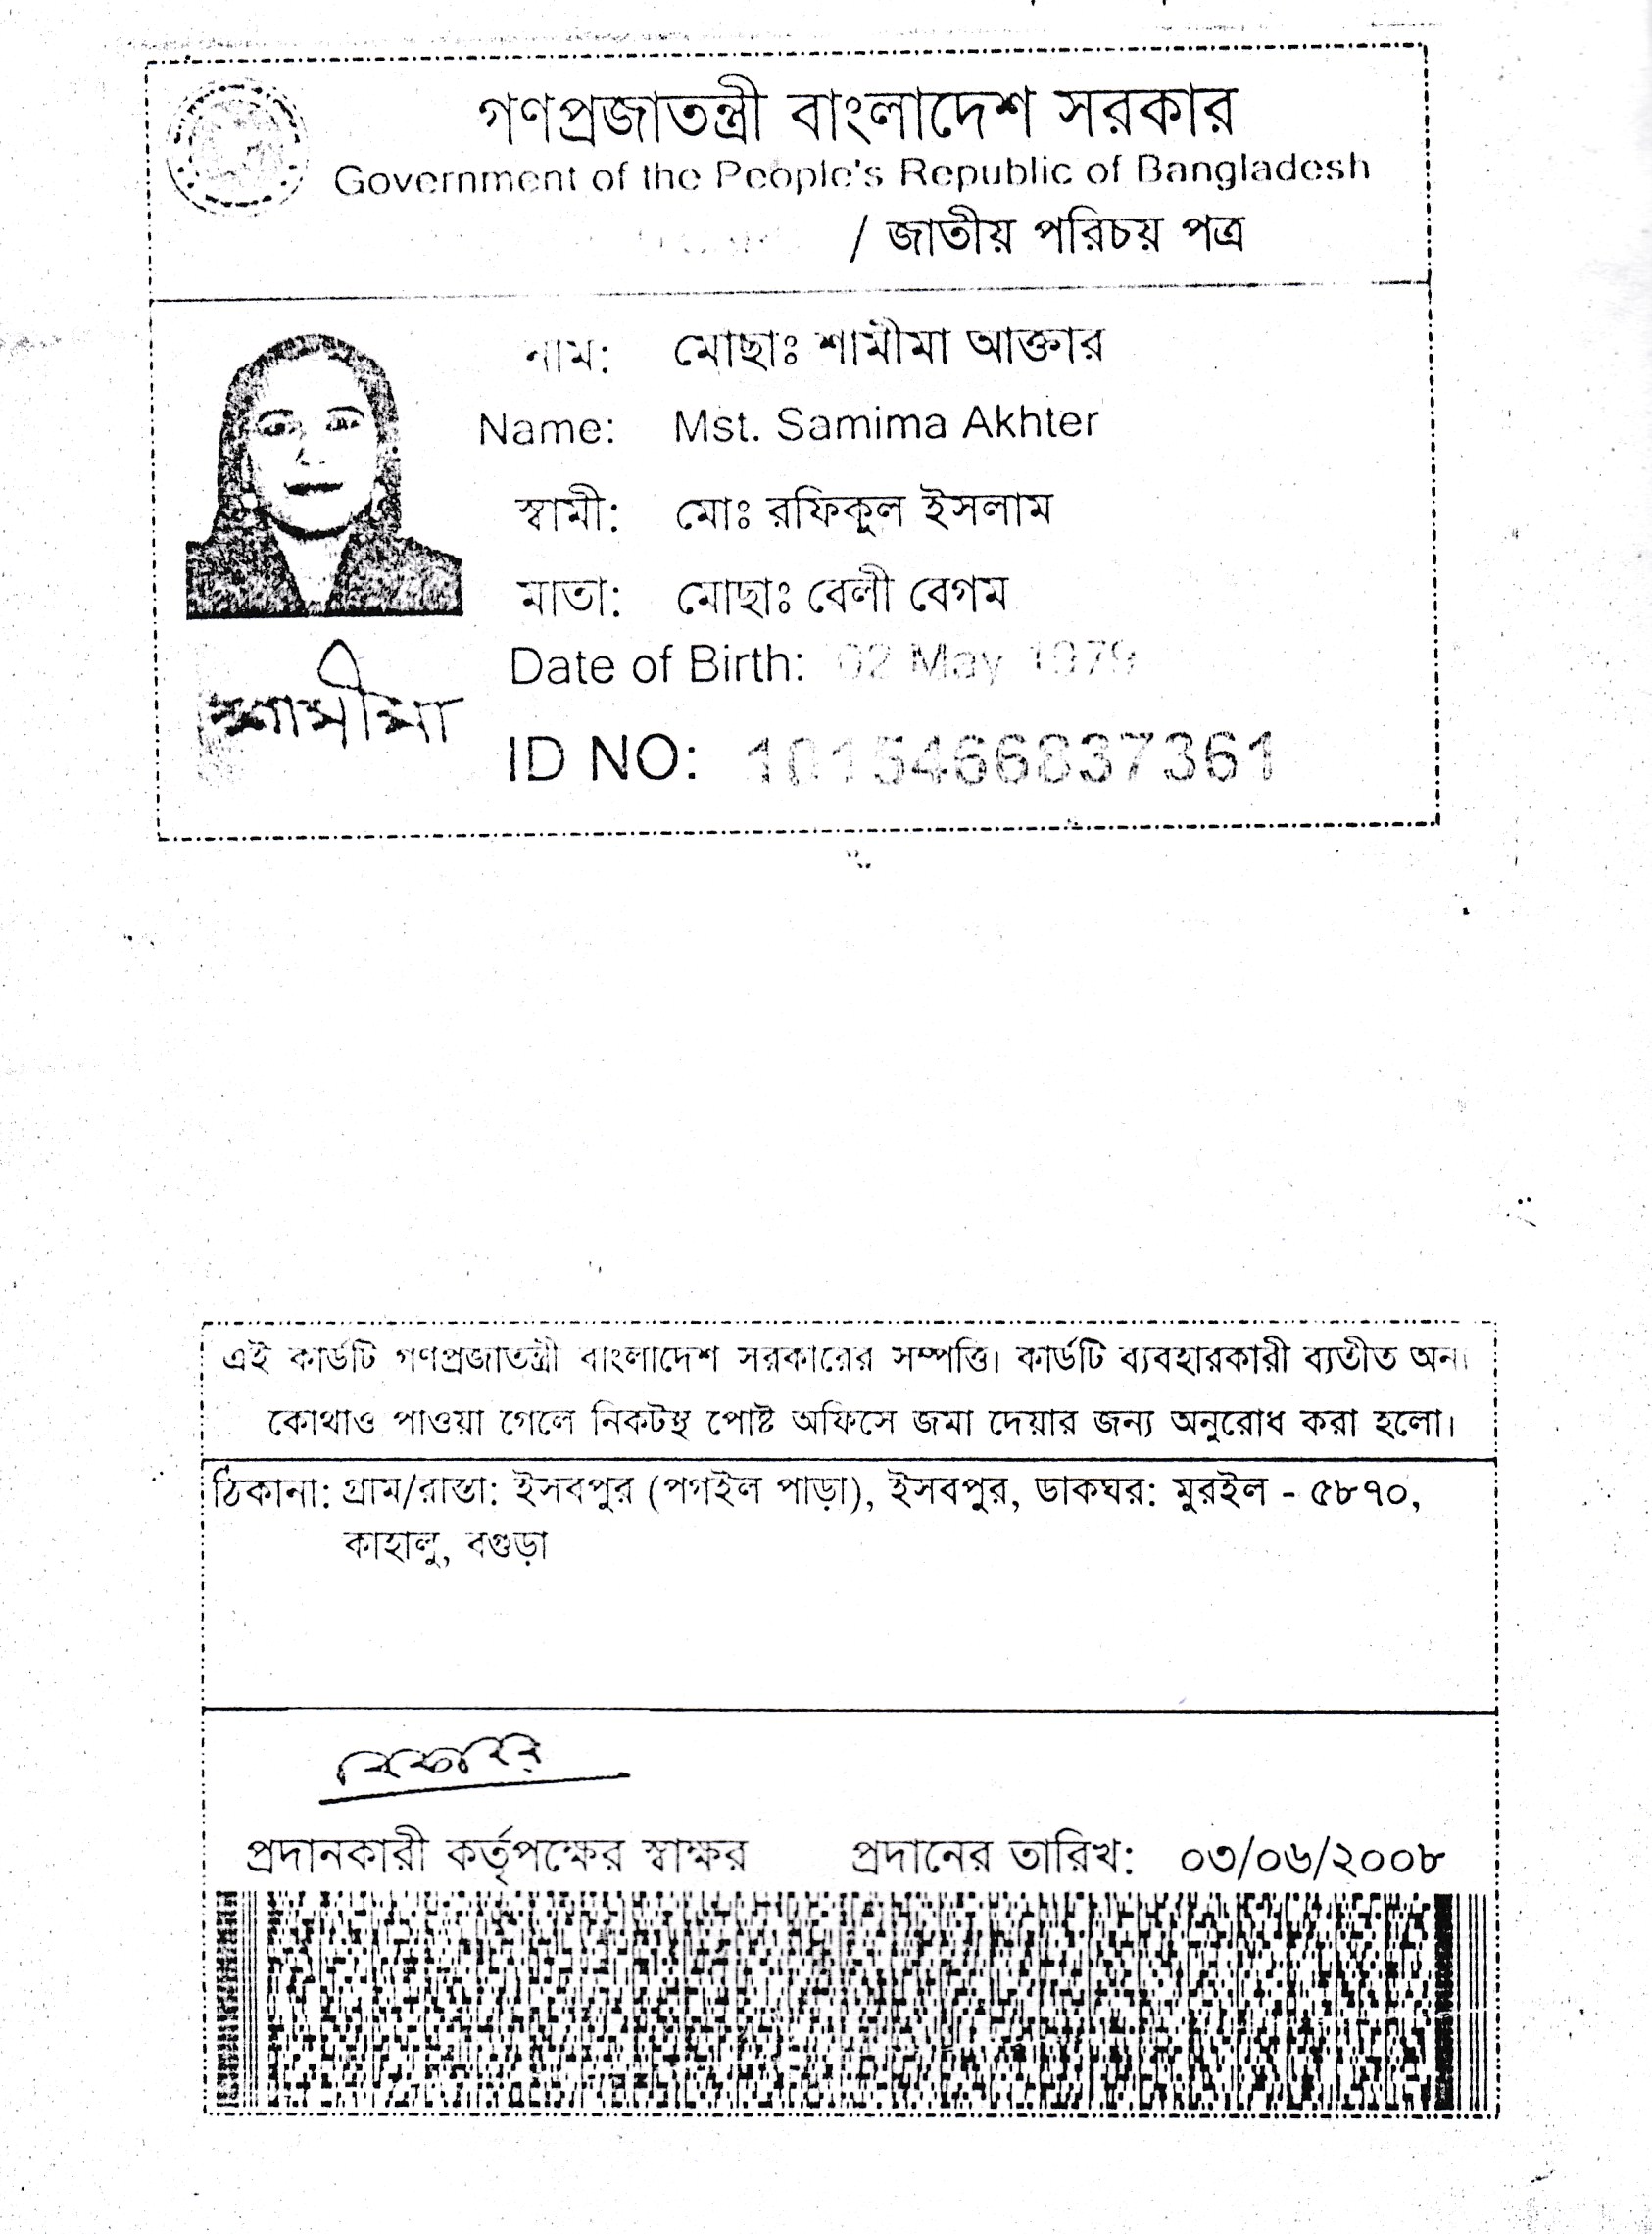 গণপ্রজাতন্ত্রী বাংলাদেশ সরকার
Government of the People's Republic of Bangladesh
/ জাতীয় পরিচয় পত্র
নাম: মোছাঃ শামীমা আক্তার
Name: Mst. Samima Akhter
স্বামী: মোঃ রফিকুল ইসলাম
মাতা: মোছাঃ বেলী বেগম
Date of Birth: 02 May 1979
শামীমা
ID NO: 1015466837361
এই কার্ডটি গণপ্রজাতন্ত্রী বাংলাদেশ সরকারের সম্পত্তি। কার্ডটি ব্যবহারকারী ব্যতীত অন্য
কোথাও পাওয়া গেলে নিকটস্থ পোষ্ট অফিসে জমা দেয়ার জন্য অনুরোধ করা হলো।
ঠিকানা: গ্রাম/রাস্তা: ইসবপুর (পগইল পাড়া), ইসবপুর, ডাকঘর: মুরইল - ৫৮৭০,
কাহালু, বগুড়া
প্রদানকারী কর্তৃপক্ষের স্বাক্ষর প্রদানের তারিখ: ০৩/০৬/২০০৮